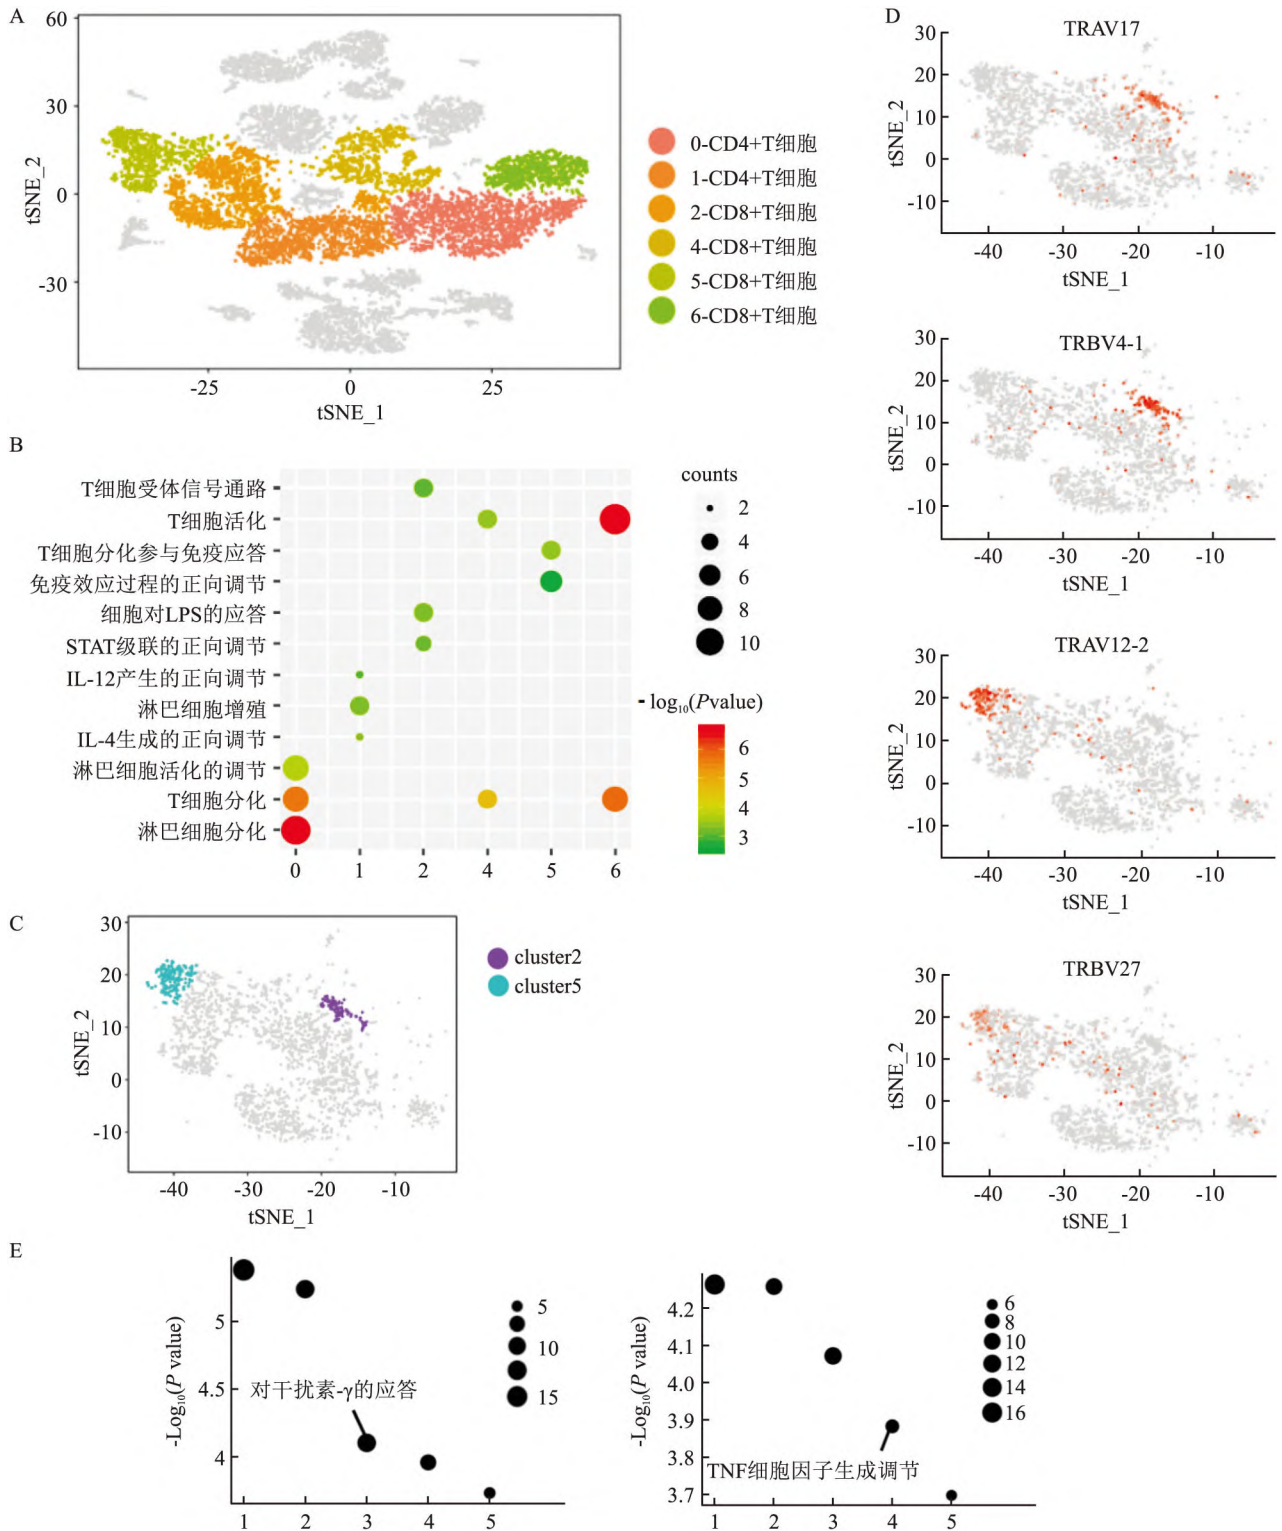 A
60
30
0
-30
tSNE_2
-25
0
25
tSNE_1
0-CD4+T细胞
1-CD4+T细胞
2-CD8+T细胞
4-CD8+T细胞
5-CD8+T细胞
6-CD8+T细胞
B
T细胞受体信号通路
T细胞活化
T细胞分化参与免疫应答
免疫效应过程的正向调节
细胞对LPS的应答
STAT级联的正向调节
IL-12产生的正向调节
淋巴细胞增殖
IL-4生成的正向调节
淋巴细胞活化的调节
T细胞分化
淋巴细胞分化
0
1
2
4
5
6
counts
2
4
6
8
10
- log₁₀(Pvalue)
6
5
4
3
C
30
20
10
0
-10
tSNE_2
-40
-30
-20
-10
tSNE_1
cluster2
cluster5
D
TRAV17
30
20
10
0
-10
tSNE_2
-40
-30
-20
-10
tSNE_1
TRBV4-1
30
20
10
0
-10
tSNE_2
-40
-30
-20
-10
tSNE_1
TRAV12-2
30
20
10
0
-10
tSNE_2
-40
-30
-20
-10
tSNE_1
TRBV27
30
20
10
0
-10
tSNE_2
-40
-30
-20
-10
tSNE_1
E
-Log₁₀(P value)
5
4.5
4
对干扰素-γ的应答
1
2
3
4
5
5
10
15
-Log₁₀(P value)
4.2
4.1
4.0
3.9
3.8
3.7
TNF细胞因子生成调节
1
2
3
4
5
6
8
10
12
14
16